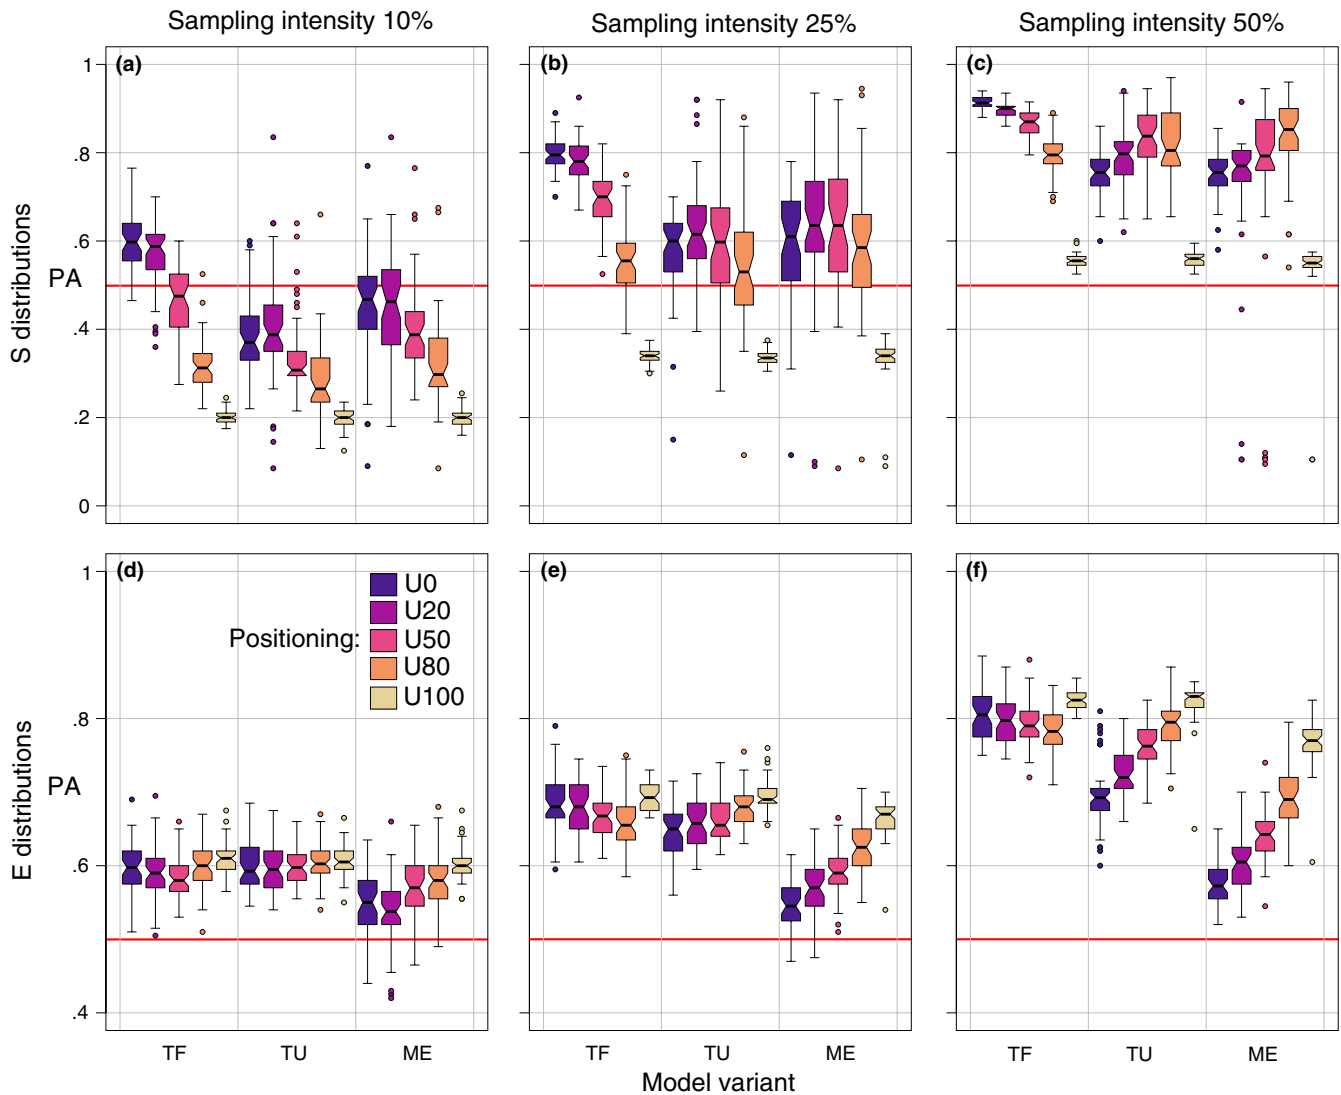 Sampling intensity 10%
Sampling intensity 25%
Sampling intensity 50%
S distributions
PA
1
.8
.6
.4
.2
0
(a)
(b)
(c)
E distributions
PA
1
.8
.6
.4
(d)
(e)
(f)
Positioning:
U0
U20
U50
U80
U100
TF
TU
ME
TF
TU
ME
TF
TU
ME
Model variant